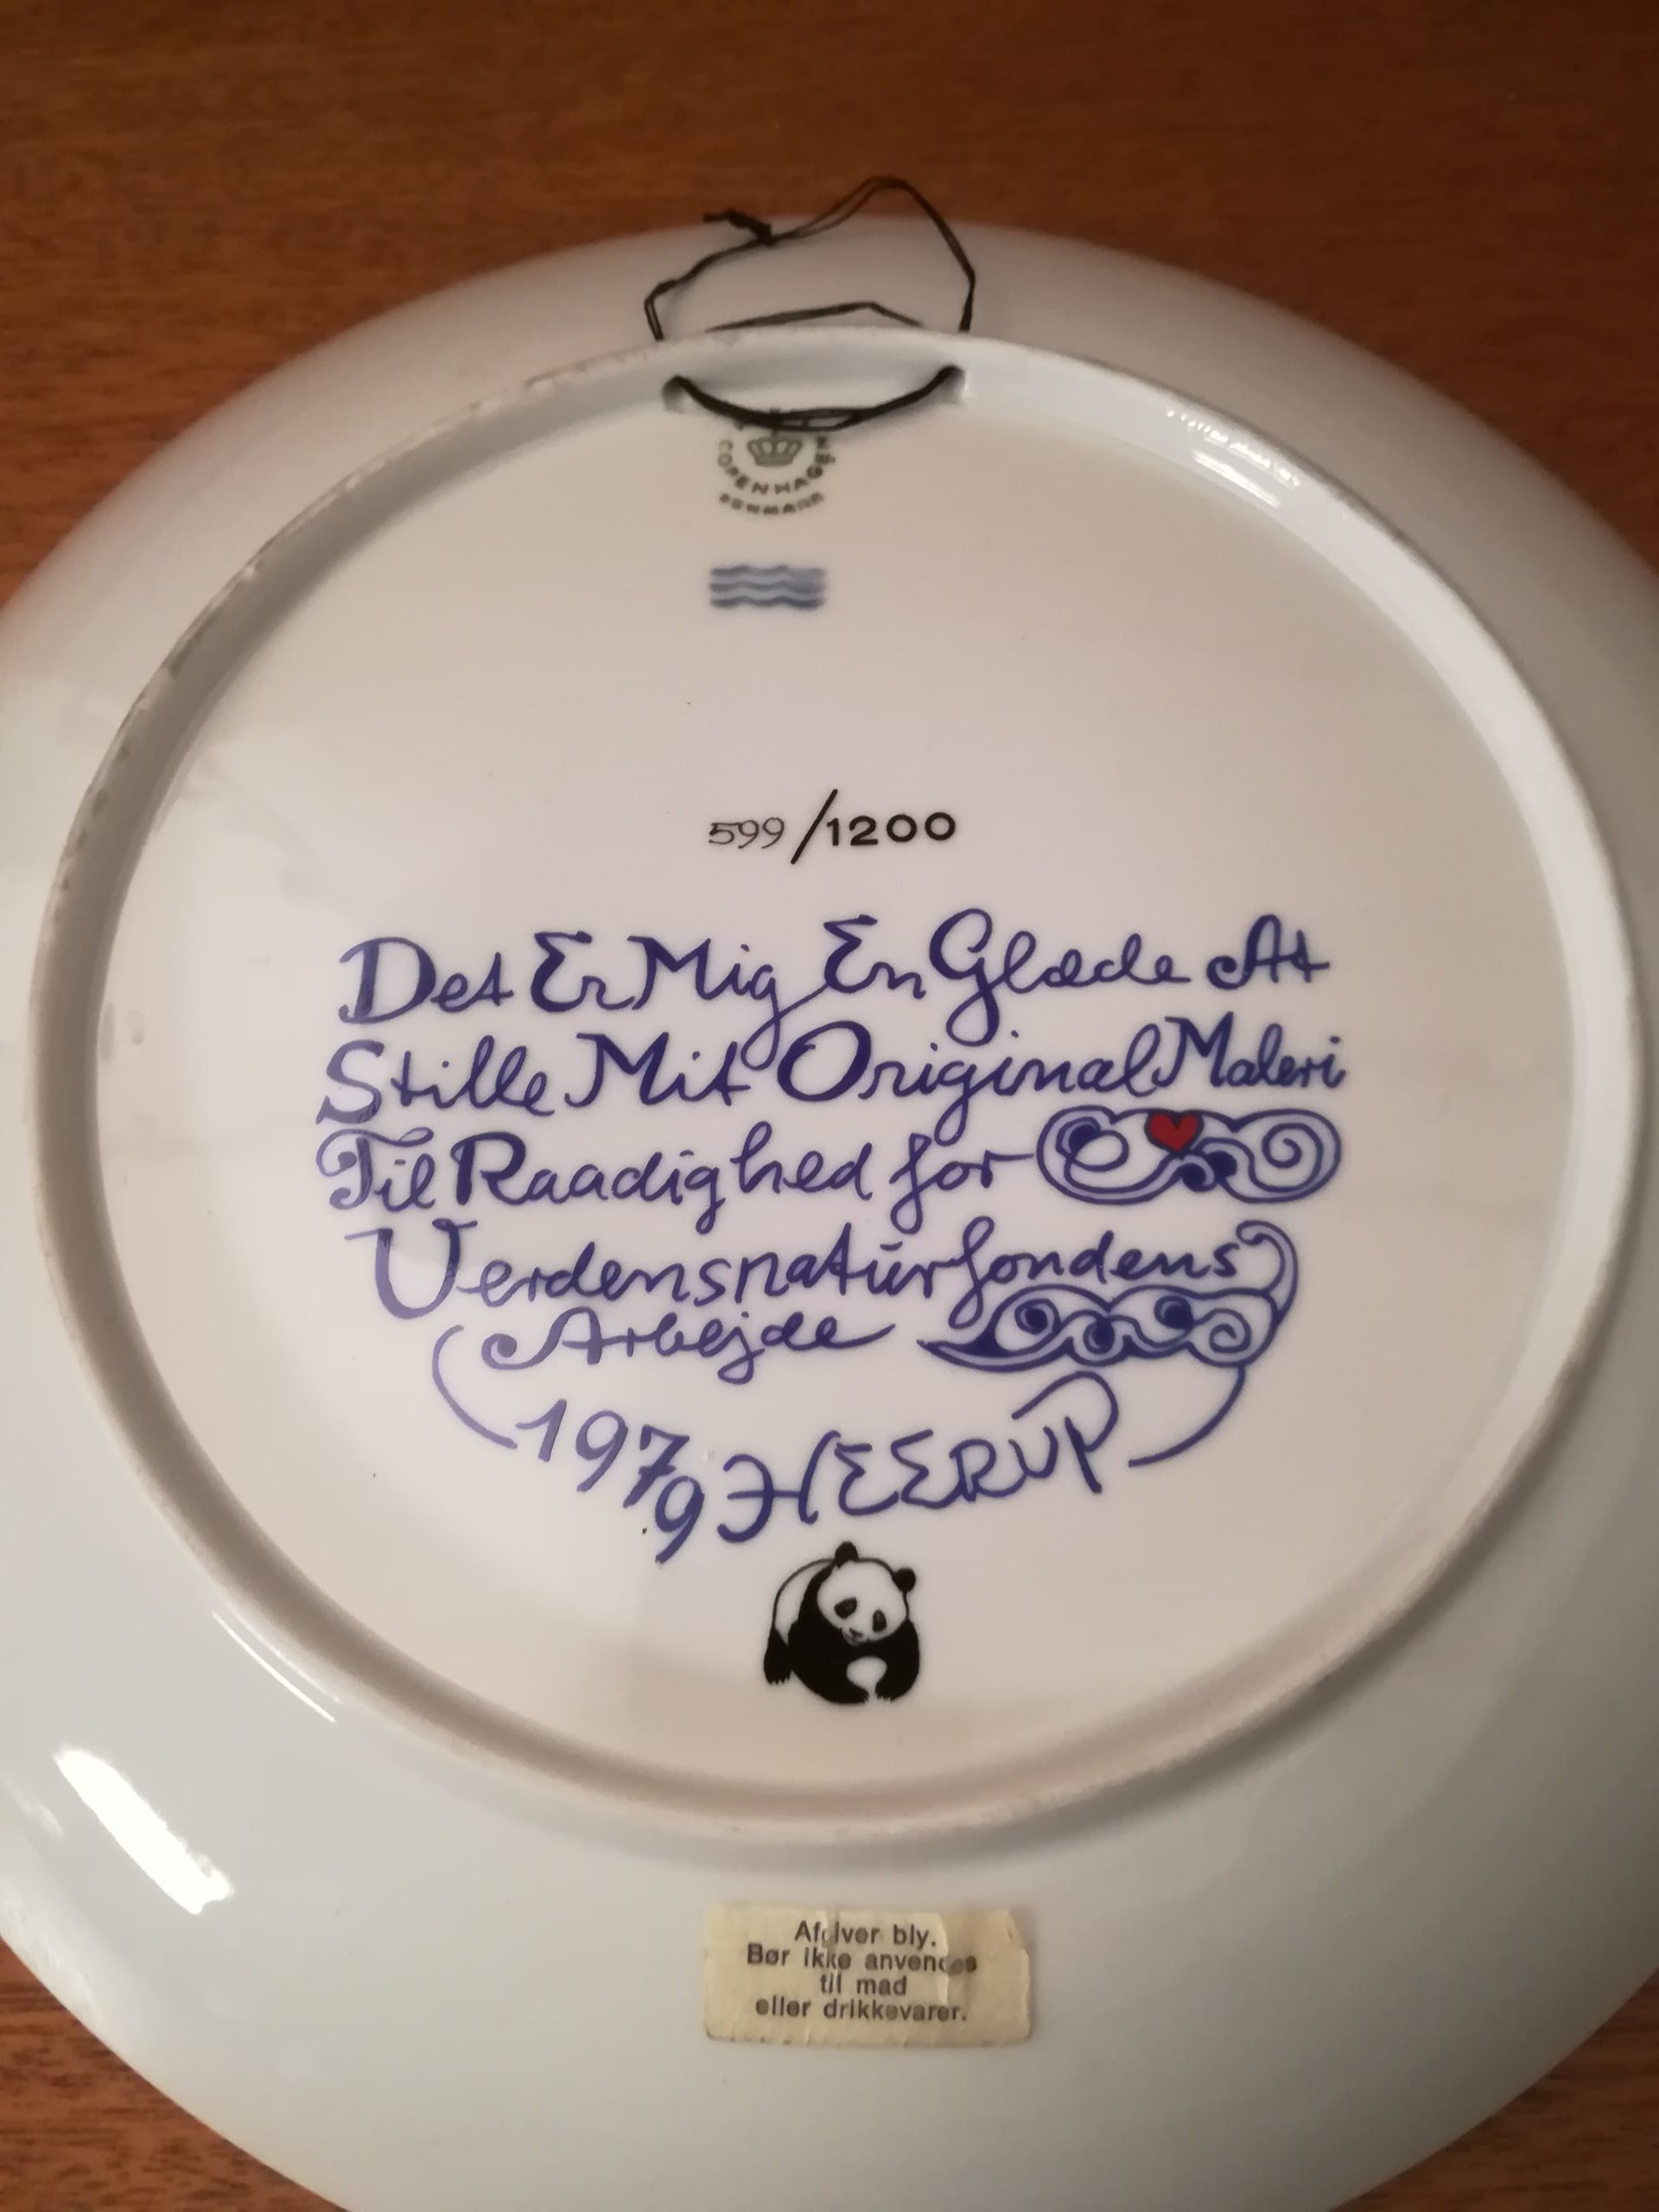 COPENHAGEN
DENMARK
599/1200
Det Er Mig En Glæde At
Stille Mit Original Maleri
Til Raadighed for
Verdensnaturfondens
Arbejde
1979 HEERUP
Afgiver bly.
Bør ikke anvendes
til mad
eller drikkevarer.